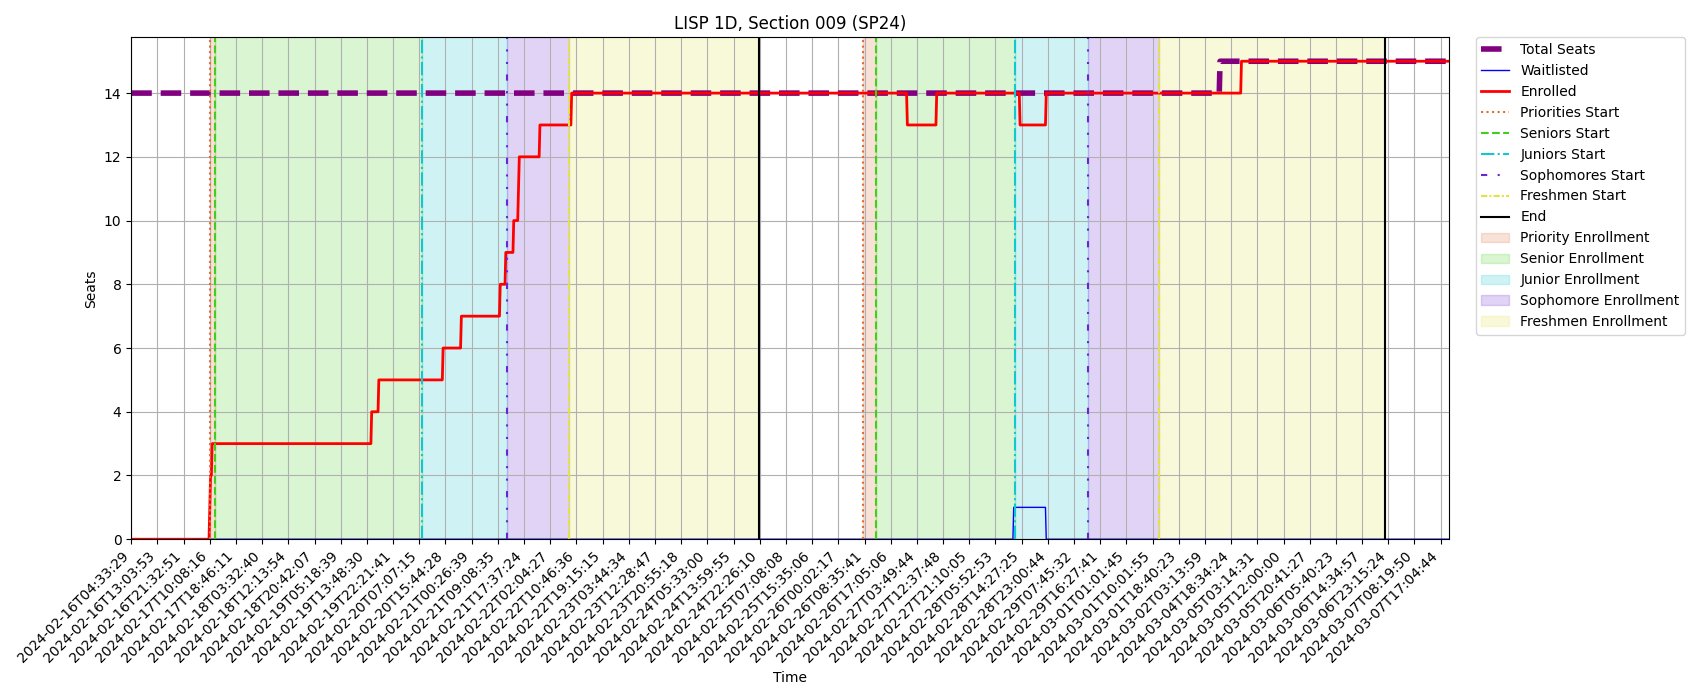 LISP 1D, Section 009 (SP24)
Seats
14
12
10
8
6
4
2
0
2024-02-16T04:33:29
2024-02-16T13:03:53
2024-02-16T21:32:51
2024-02-17T10:08:16
2024-02-17T18:46:11
2024-02-18T03:32:40
2024-02-18T12:13:54
2024-02-18T20:42:07
2024-02-19T05:18:39
2024-02-19T13:48:30
2024-02-19T22:21:41
2024-02-20T07:07:15
2024-02-20T15:44:28
2024-02-21T00:26:39
2024-02-21T09:08:35
2024-02-21T17:37:24
2024-02-22T02:04:27
2024-02-22T10:46:36
2024-02-22T19:15:15
2024-02-23T03:44:34
2024-02-23T12:28:47
2024-02-23T20:55:18
2024-02-24T05:33:00
2024-02-24T13:59:55
2024-02-24T22:26:10
2024-02-25T07:08:08
2024-02-25T15:35:06
2024-02-26T00:02:17
2024-02-26T08:35:41
2024-02-26T17:05:06
2024-02-27T03:49:44
2024-02-27T12:37:48
2024-02-27T21:10:05
2024-02-28T05:52:53
2024-02-28T14:27:25
2024-02-28T23:00:44
2024-02-29T07:45:32
2024-02-29T16:27:41
2024-03-01T01:01:45
2024-03-01T10:01:55
2024-03-01T18:40:23
2024-03-02T03:13:59
2024-03-04T18:34:24
2024-03-05T03:14:31
2024-03-05T12:00:00
2024-03-05T20:41:27
2024-03-06T05:40:23
2024-03-06T14:34:57
2024-03-06T23:15:24
2024-03-07T08:19:50
2024-03-07T17:04:44
Time
Total Seats
Waitlisted
Enrolled
Priorities Start
Seniors Start
Juniors Start
Sophomores Start
Freshmen Start
End
Priority Enrollment
Senior Enrollment
Junior Enrollment
Sophomore Enrollment
Freshmen Enrollment